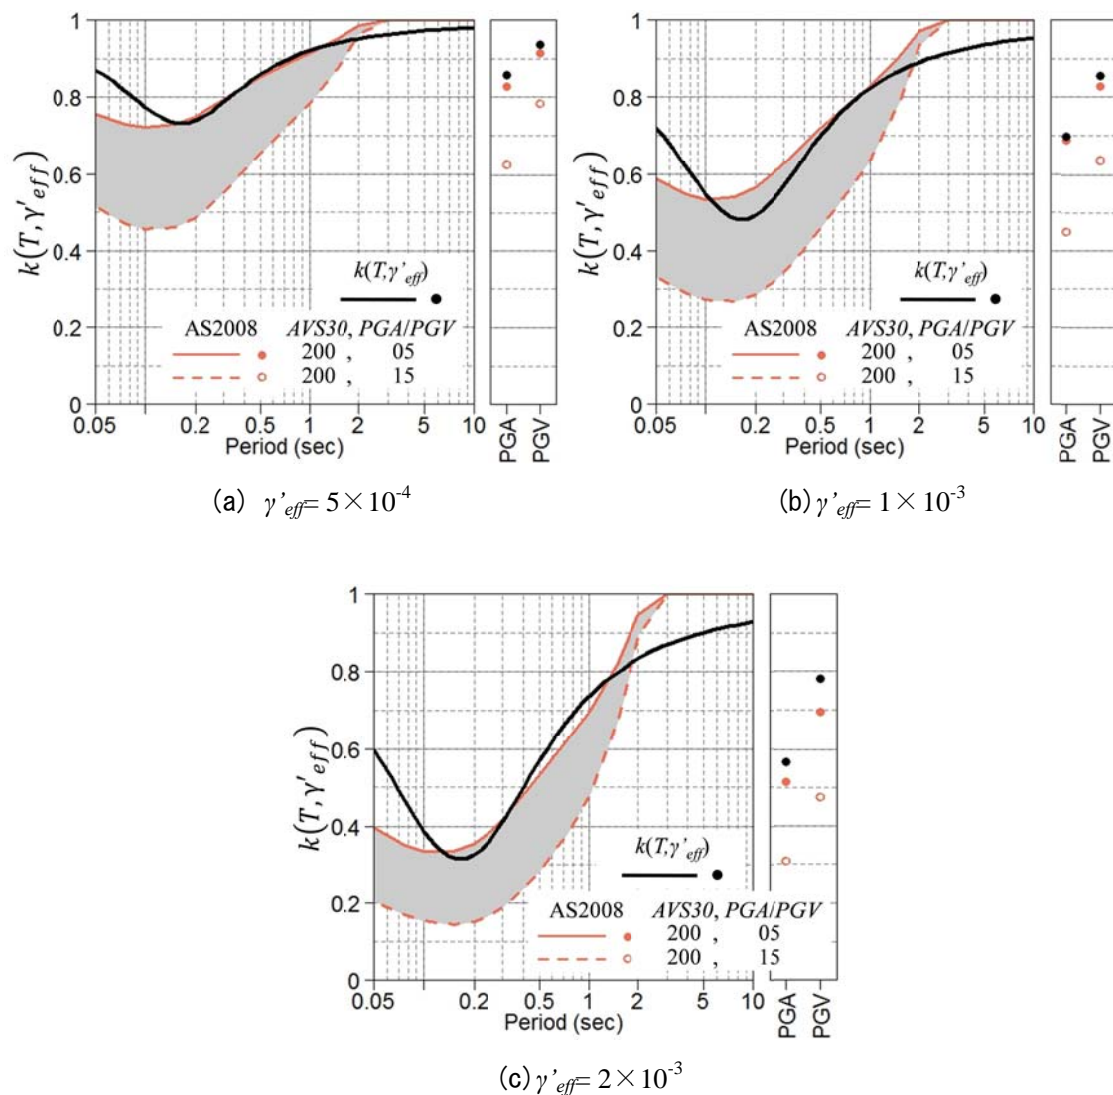 1
0.8
0.6
0.4
0.2
0
k(T, γ'eff)
k(T,γ'eff)
AS2008 AVS30, PGA/PGV
200 , 05
200 , 15
0.05 0.2 0.5 1 2 5 10
Period (sec)
PGA
PGV
(a) γ'eff= 5×10-4
1
0.8
0.6
0.4
0.2
0
k(T, γ'eff)
k(T,γ'eff)
AS2008 AVS30, PGA/PGV
200 , 05
200 , 15
0.05 0.2 0.5 1 2 5 10
Period (sec)
PGA
PGV
(b) γ'eff= 1×10-3
1
0.8
0.6
0.4
0.2
0
k(T, γ'eff)
k(T,γ'eff)
AS2008 AVS30, PGA/PGV
200 , 05
200 , 15
0.05 0.2 0.5 1 2 5 10
Period (sec)
PGA
PGV
(c) γ'eff= 2×10-3